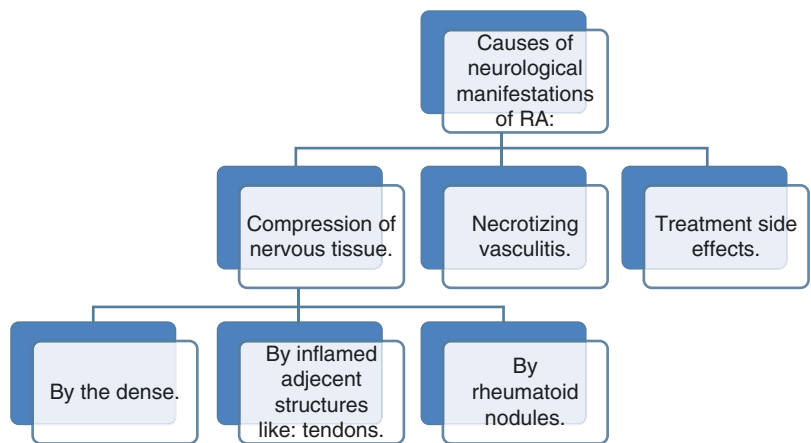 Causes of
neurological
manifestations
of RA:
Compression of
nervous tissue.
Necrotizing
vasculitis.
Treatment side
effects.
By the dense.
By inflamed
adjecent
structures
like: tendons.
By
rheumatoid
nodules.